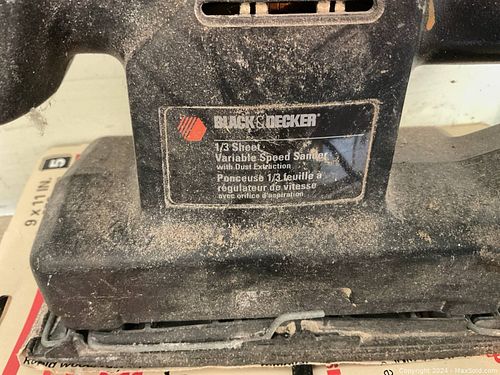 BLACK&DECKER
1/3 Sheet
Variable Speed Sander
with Dust Extraction
Ponceuse 1/3 feuille à
régulateur de vitesse
avec orifice d'aspiration
9 x 11 IN
5
Copyright 2024 - MaxSold.com